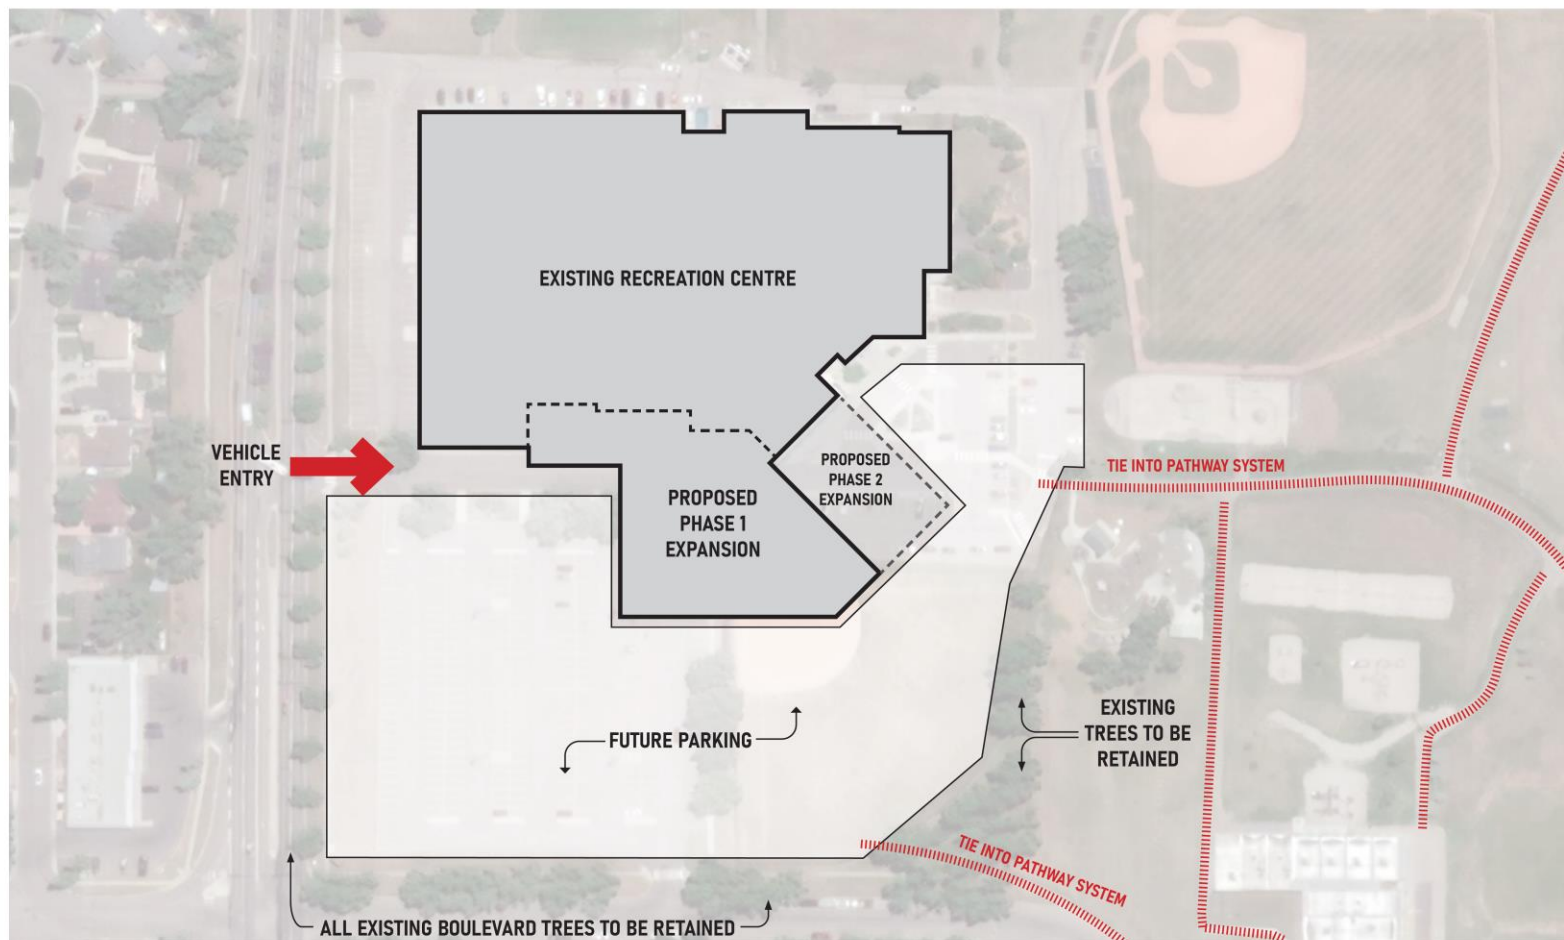 EXISTING RECREATION CENTRE
VEHICLE
ENTRY
PROPOSED
PHASE 1
EXPANSION
PROPOSED
PHASE 2
EXPANSION
TIE INTO PATHWAY SYSTEM
FUTURE PARKING
EXISTING
TREES TO BE
RETAINED
TIE INTO PATHWAY SYSTEM
ALL EXISTING BOULEVARD TREES TO BE RETAINED